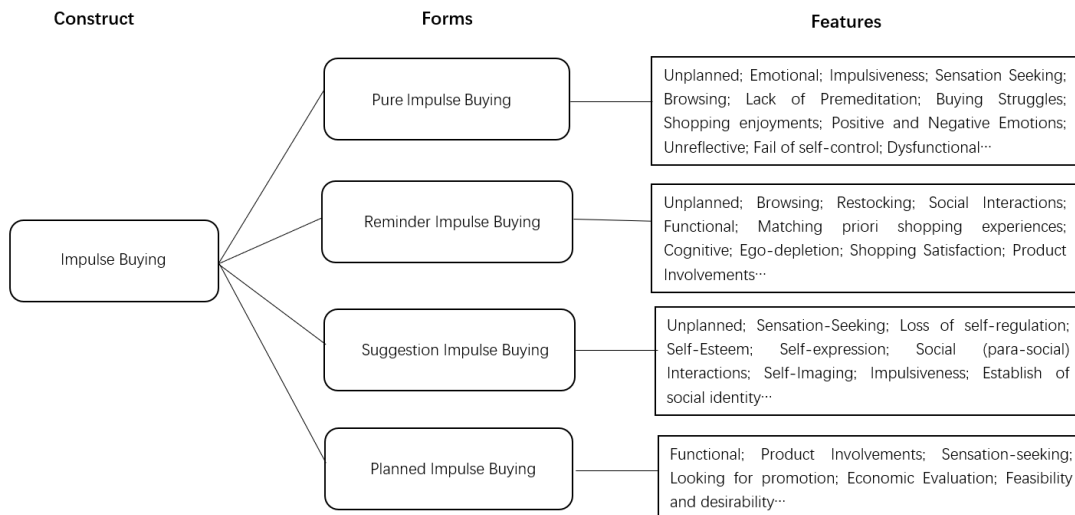 Construct
Forms
Features
Impulse Buying
Pure Impulse Buying
Unplanned; Emotional; Impulsiveness; Sensation Seeking;
Browsing; Lack of Premeditation; Buying Struggles;
Shopping enjoyments; Positive and Negative Emotions;
Unreflective; Fail of self-control; Dysfunctional…
Reminder Impulse Buying
Unplanned; Browsing; Restocking; Social Interactions;
Functional; Matching priori shopping experiences;
Cognitive; Ego-depletion; Shopping Satisfaction; Product
Involvements…
Suggestion Impulse Buying
Unplanned; Sensation-Seeking; Loss of self-regulation;
Self-Esteem; Self-expression; Social (para-social)
Interactions; Self-Imaging; Impulsiveness; Establish of
social identity…
Planned Impulse Buying
Functional; Product Involvements; Sensation-seeking;
Looking for promotion; Economic Evaluation; Feasibility
and desirability…